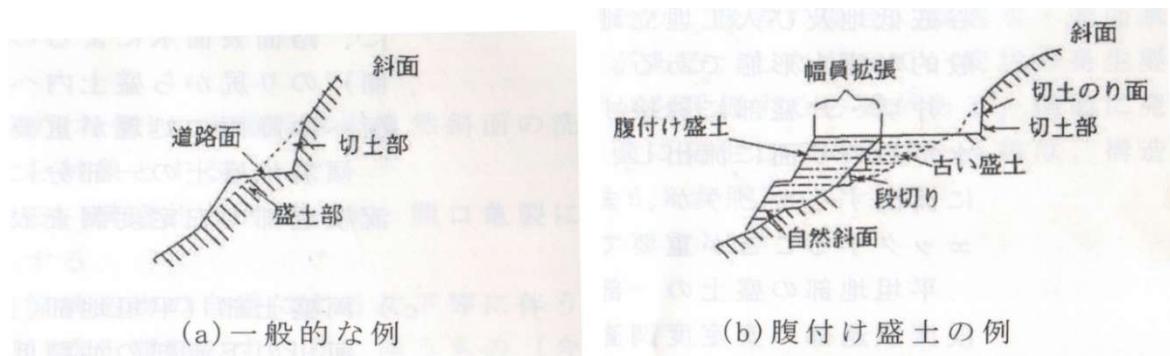 斜面
道路面
切土部
盛土部
(a)一般的な例
斜面
幅員拡張
切土のり面
腹付け盛土
切土部
古い盛土
段切り
自然斜面
(b)腹付け盛土の例